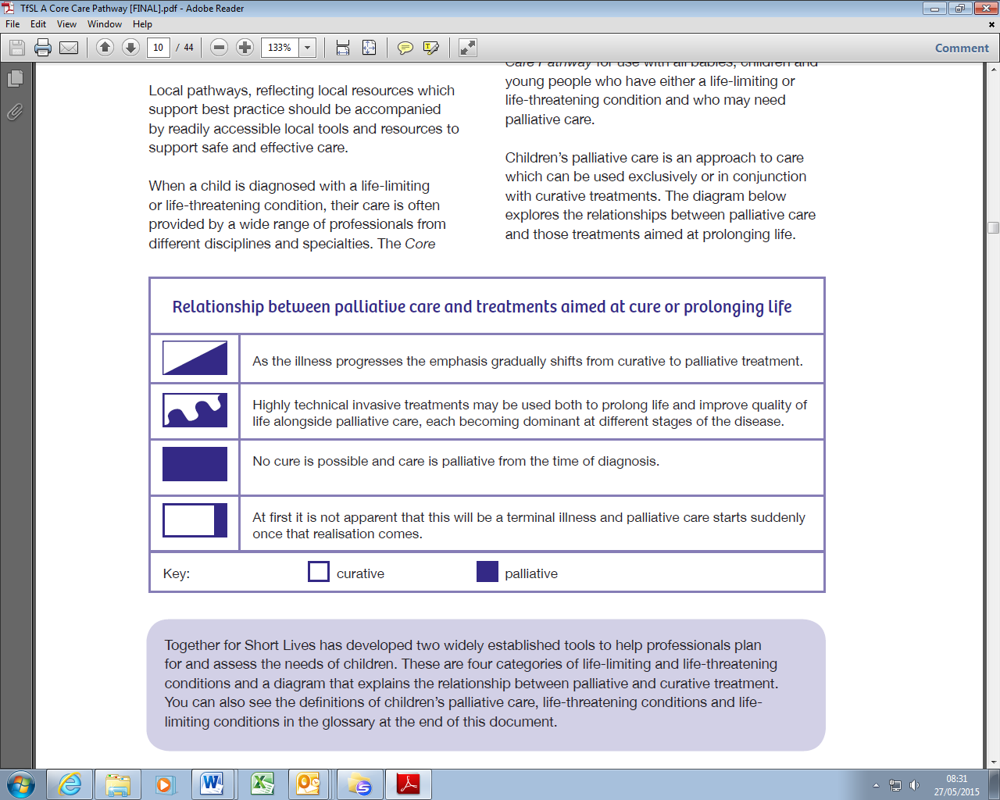 TfSL A Core Care Pathway [FINAL].pdf - Adobe Reader
File Edit View Window Help
10 / 44 133% Comment
Local pathways, reflecting local resources which
support best practice should be accompanied
by readily accessible local tools and resources to
support safe and effective care.
When a child is diagnosed with a life-limiting
or life-threatening condition, their care is often
provided by a wide range of professionals from
different disciplines and specialties. The Core
Care Pathway for use with all babies, children and
young people who have either a life-limiting or
life-threatening condition and who may need
palliative care.
Children’s palliative care is an approach to care
which can be used exclusively or in conjunction
with curative treatments. The diagram below
explores the relationships between palliative care
and those treatments aimed at prolonging life.
Relationship between palliative care and treatments aimed at cure or prolonging life
As the illness progresses the emphasis gradually shifts from curative to palliative treatment.
Highly technical invasive treatments may be used both to prolong life and improve quality of
life alongside palliative care, each becoming dominant at different stages of the disease.
No cure is possible and care is palliative from the time of diagnosis.
At first it is not apparent that this will be a terminal illness and palliative care starts suddenly
once that realisation comes.
Key: curative palliative
Together for Short Lives has developed two widely established tools to help professionals plan
for and assess the needs of children. These are four categories of life-limiting and life-threatening
conditions and a diagram that explains the relationship between palliative and curative treatment.
You can also see the definitions of children’s palliative care, life-threatening conditions and life-
limiting conditions in the glossary at the end of this document.
08:31
27/05/2015